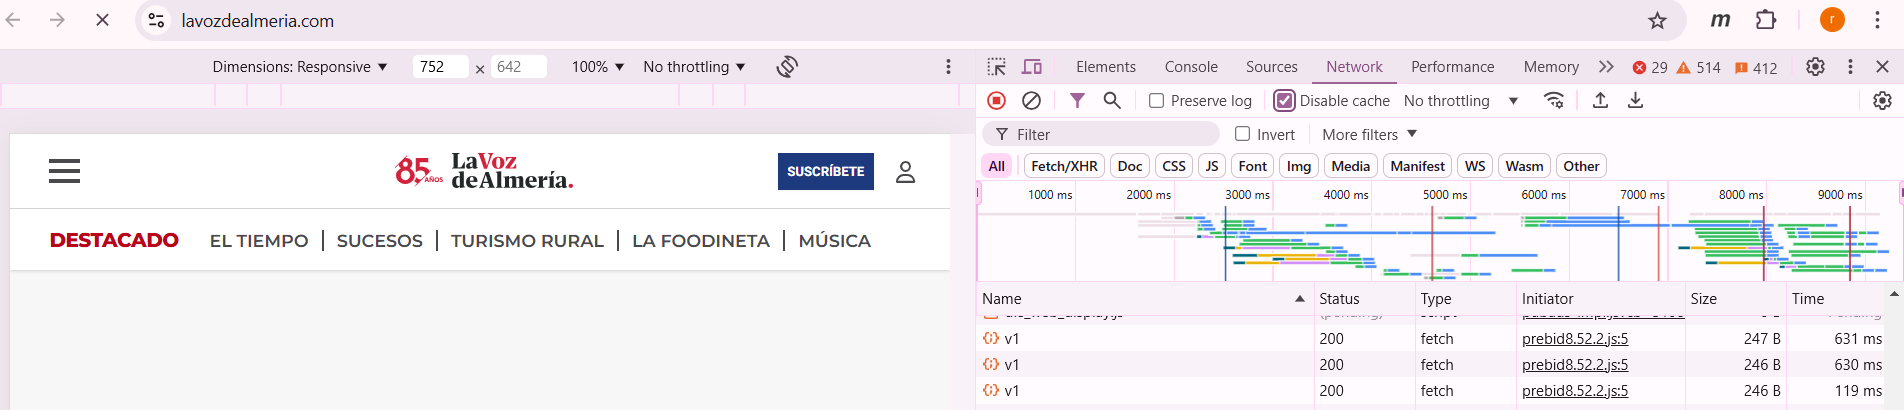 lavozdealmeria.com
m
r
Dimensions: Responsive 752 × 642 100% No throttling
Elements Console Sources Network Performance Memory 29 514 412
Preserve log Disable cache No throttling
Filter Invert More filters
All Fetch/XHR Doc CSS JS Font Img Media Manifest WS Wasm Other
1000 ms 2000 ms 3000 ms 4000 ms 5000 ms 6000 ms 7000 ms 8000 ms 9000 ms
85 AÑOS
LaVoz
deAlmería.
SUSCRÍBETE
DESTACADO EL TIEMPO | SUCESOS | TURISMO RURAL | LA FOODINETA | MÚSICA
Name Status Type Initiator Size Time
v1 200 fetch prebid8.52.2.js:5 247 B 631 ms
v1 200 fetch prebid8.52.2.js:5 246 B 630 ms
v1 200 fetch prebid8.52.2.js:5 246 B 119 ms